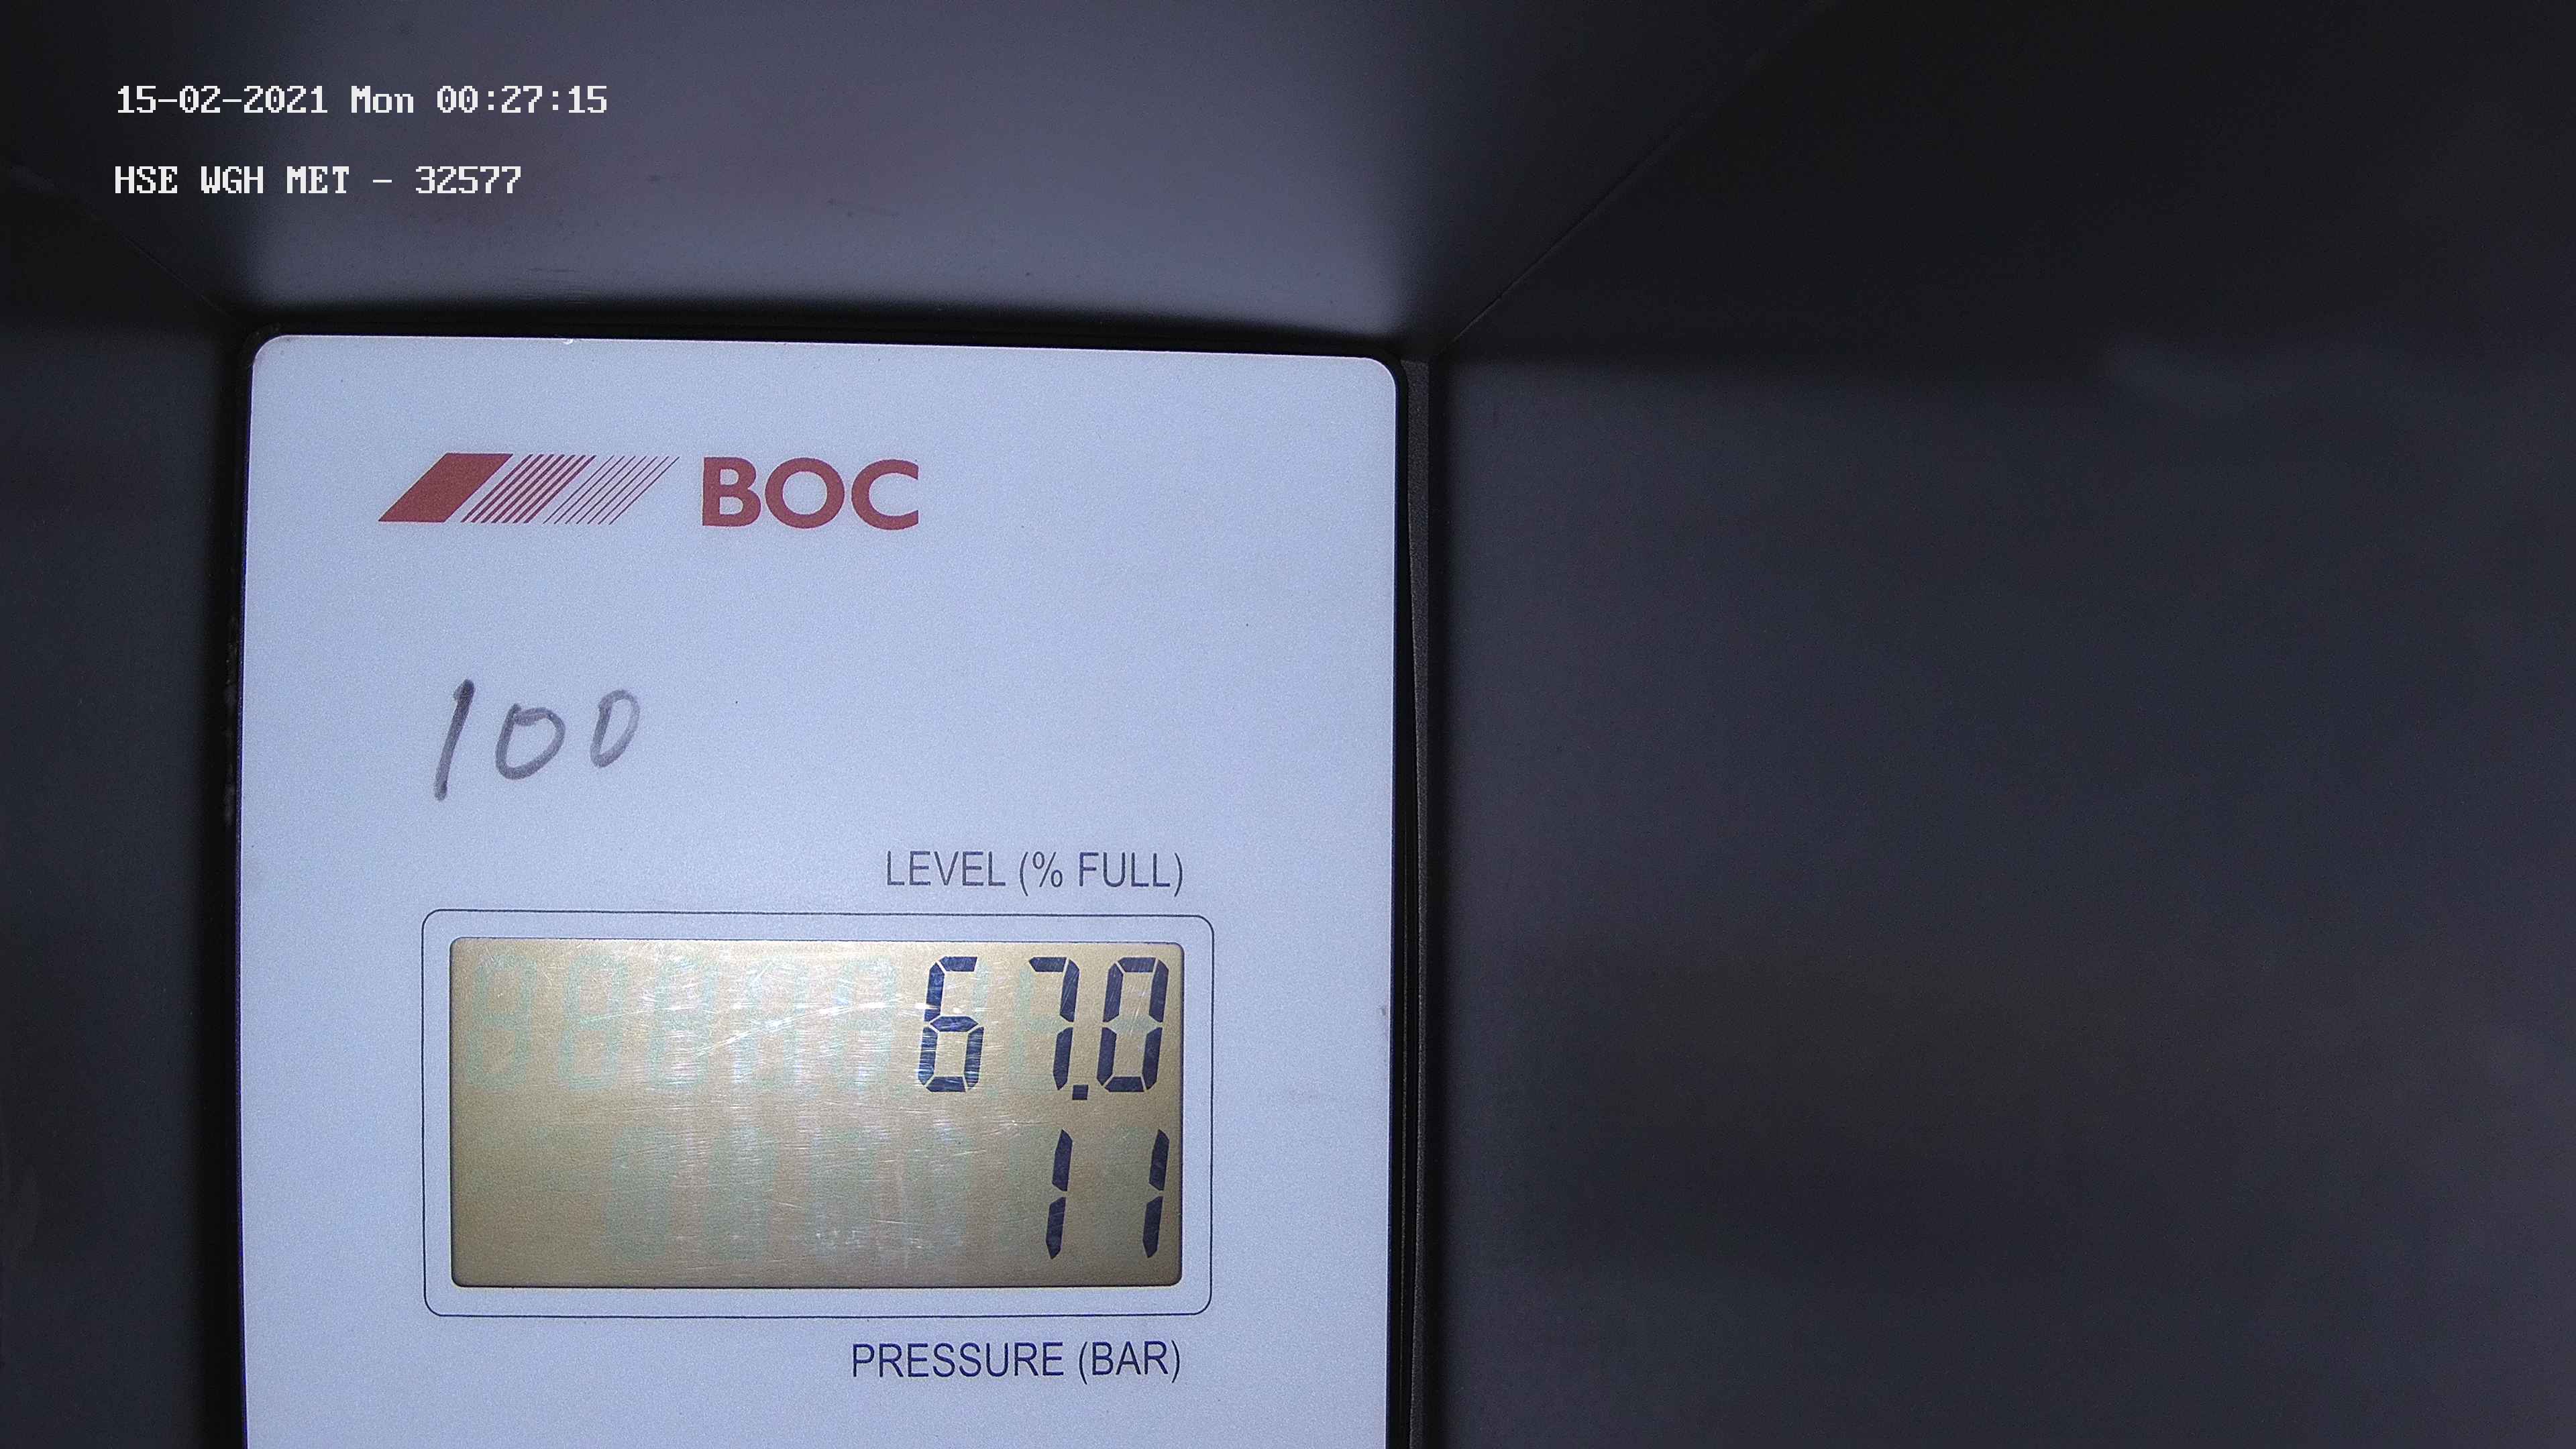 15-02-2021 Mon 00:27:15
HSE WGH MET - 32577
BOC
100
LEVEL (% FULL)
67.0
11
PRESSURE (BAR)